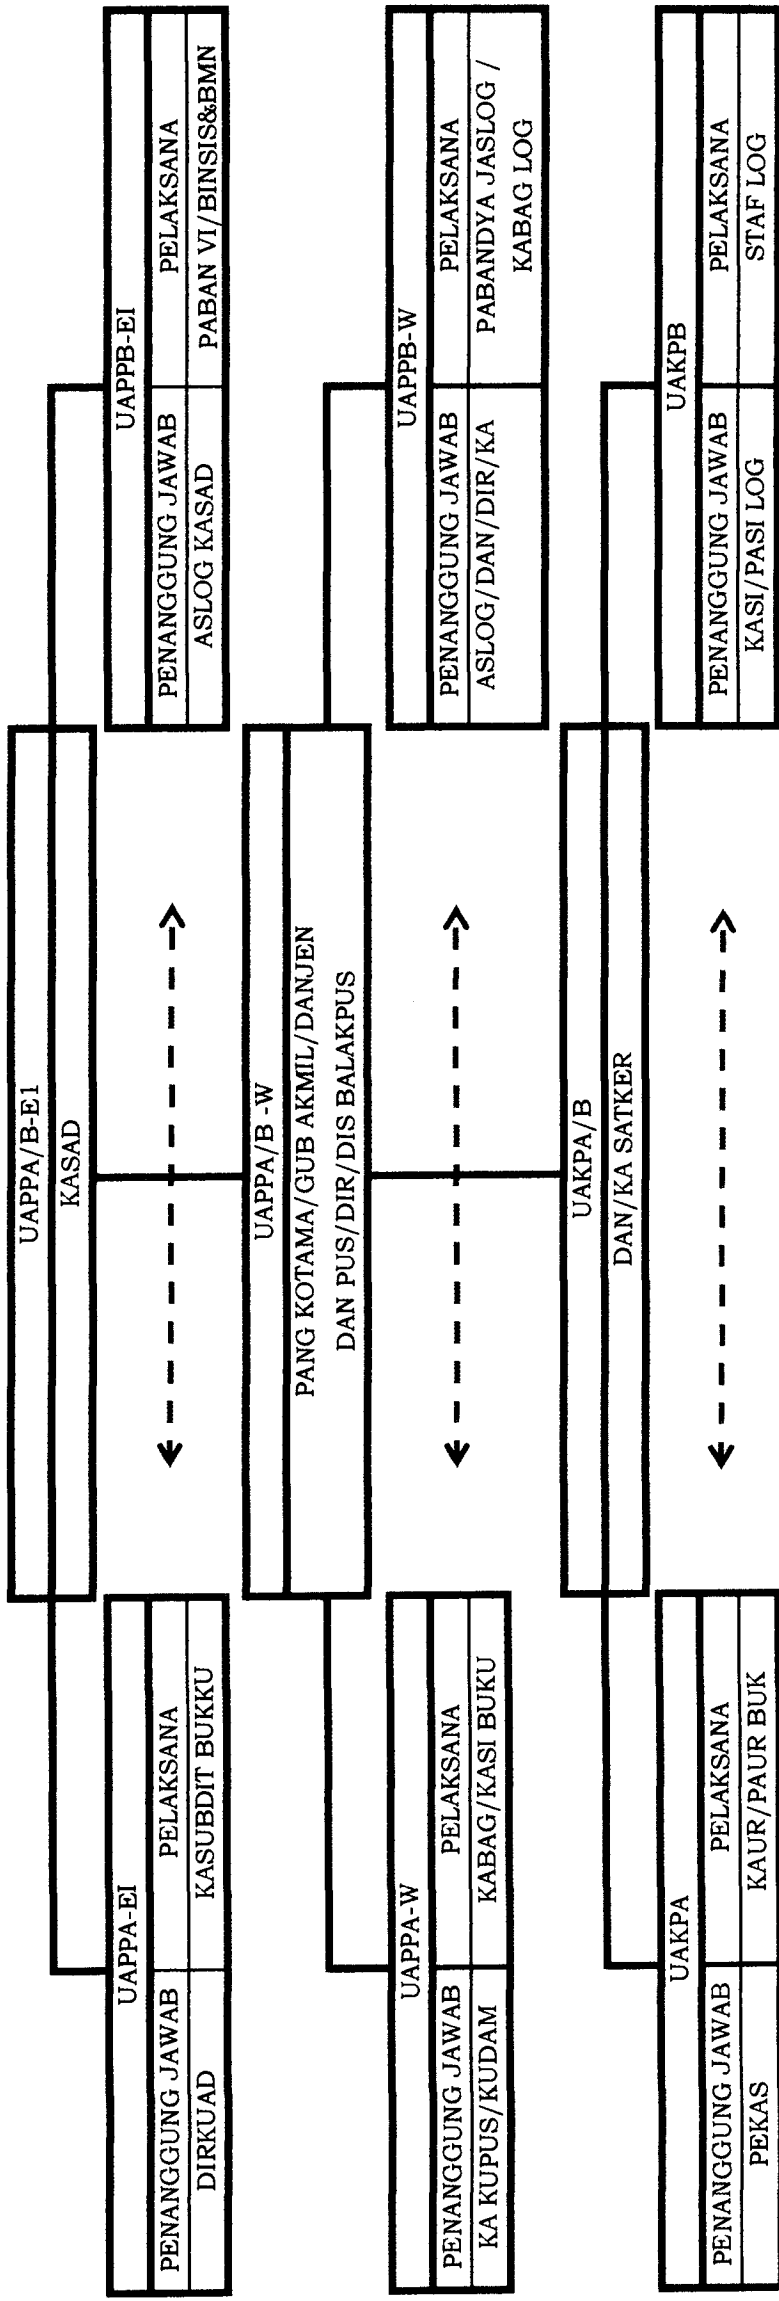 UAPPA/B-E1
KASAD
UAPPA-EI
PENANGGUNG JAWAB
PELAKSANA
DIRKUAD
KASUBDIT BUKKU
UAPPB-EI
PENANGGUNG JAWAB
PELAKSANA
ASLOG KASAD
PABAN VI/BINSIS&BMN
UAPPA/B -W
PANG KOTAMA/GUB AKMIL/DANJEN
DAN PUS/DIR/DIS BALAKPUS
UAPPA-W
PENANGGUNG JAWAB
PELAKSANA
KA KUPUS/KUDAM
KABAG/KASI BUKU
UAPPB-W
PENANGGUNG JAWAB
PELAKSANA
ASLOG/DAN/DIR/KA
PABANDYA JASLOG /
KABAG LOG
UAKPA/B
DAN/KA SATKER
UAKPA
PENANGGUNG JAWAB
PELAKSANA
PEKAS
KAUR/PAUR BUK
UAKPB
PENANGGUNG JAWAB
PELAKSANA
KASI/PASI LOG
STAF LOG